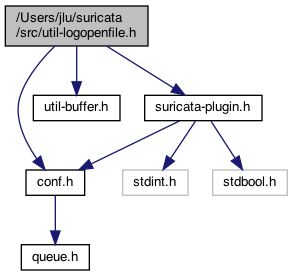 /Users/jlu/suricata
/src/util-logopenfile.h
util-buffer.h
suricata-plugin.h
conf.h
stdint.h
stdbool.h
queue.h